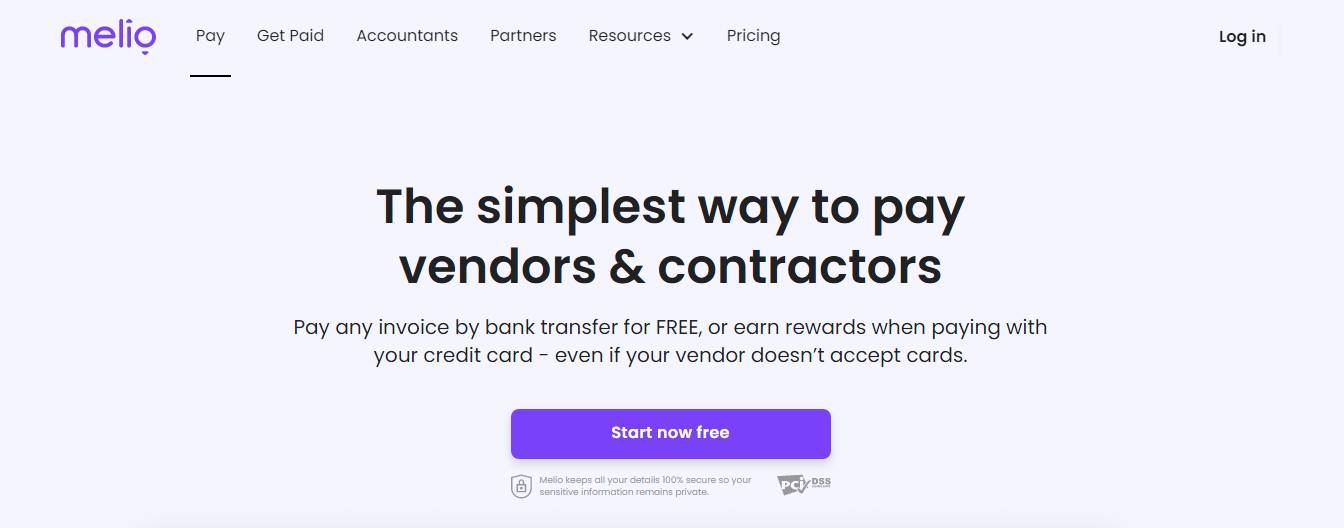 melio
Pay
Get Paid
Accountants
Partners
Resources
Pricing
Log in
The simplest way to pay
vendors & contractors
Pay any invoice by bank transfer for FREE, or earn rewards when paying with
your credit card - even if your vendor doesn’t accept cards.
Start now free
Melio keeps all your details 100% secure so your
sensitive information remains private.
PCI
DSS